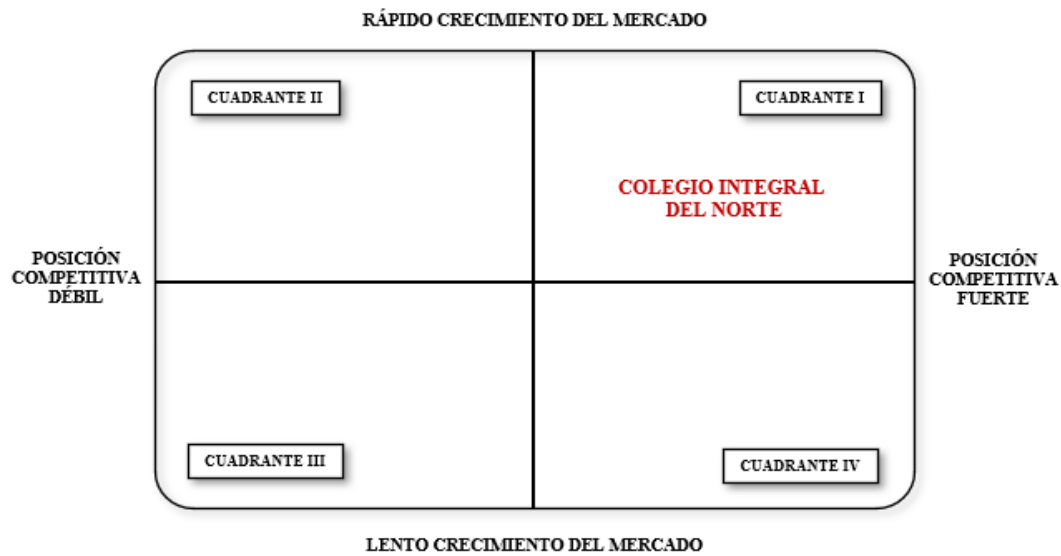 RÁPIDO CRECIMIENTO DEL MERCADO
CUADRANTE II
CUADRANTE I
COLEGIO INTEGRAL
DEL NORTE
POSICIÓN
COMPETITIVA
DÉBIL
POSICIÓN
COMPETITIVA
FUERTE
CUADRANTE III
CUADRANTE IV
LENTO CRECIMIENTO DEL MERCADO